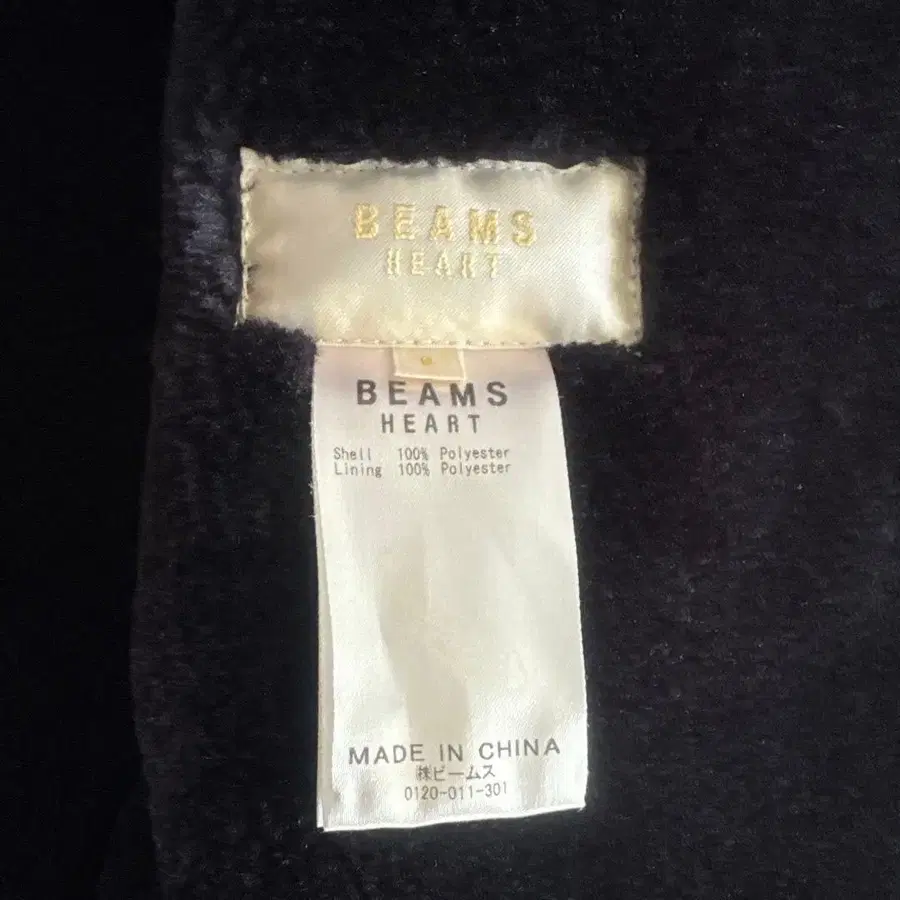 BEAMS
HEART
BEAMS
HEART
Shell 100% Polyester
Lining 100% Polyester
MADE IN CHINA
㈱ビームス
0120-011-301